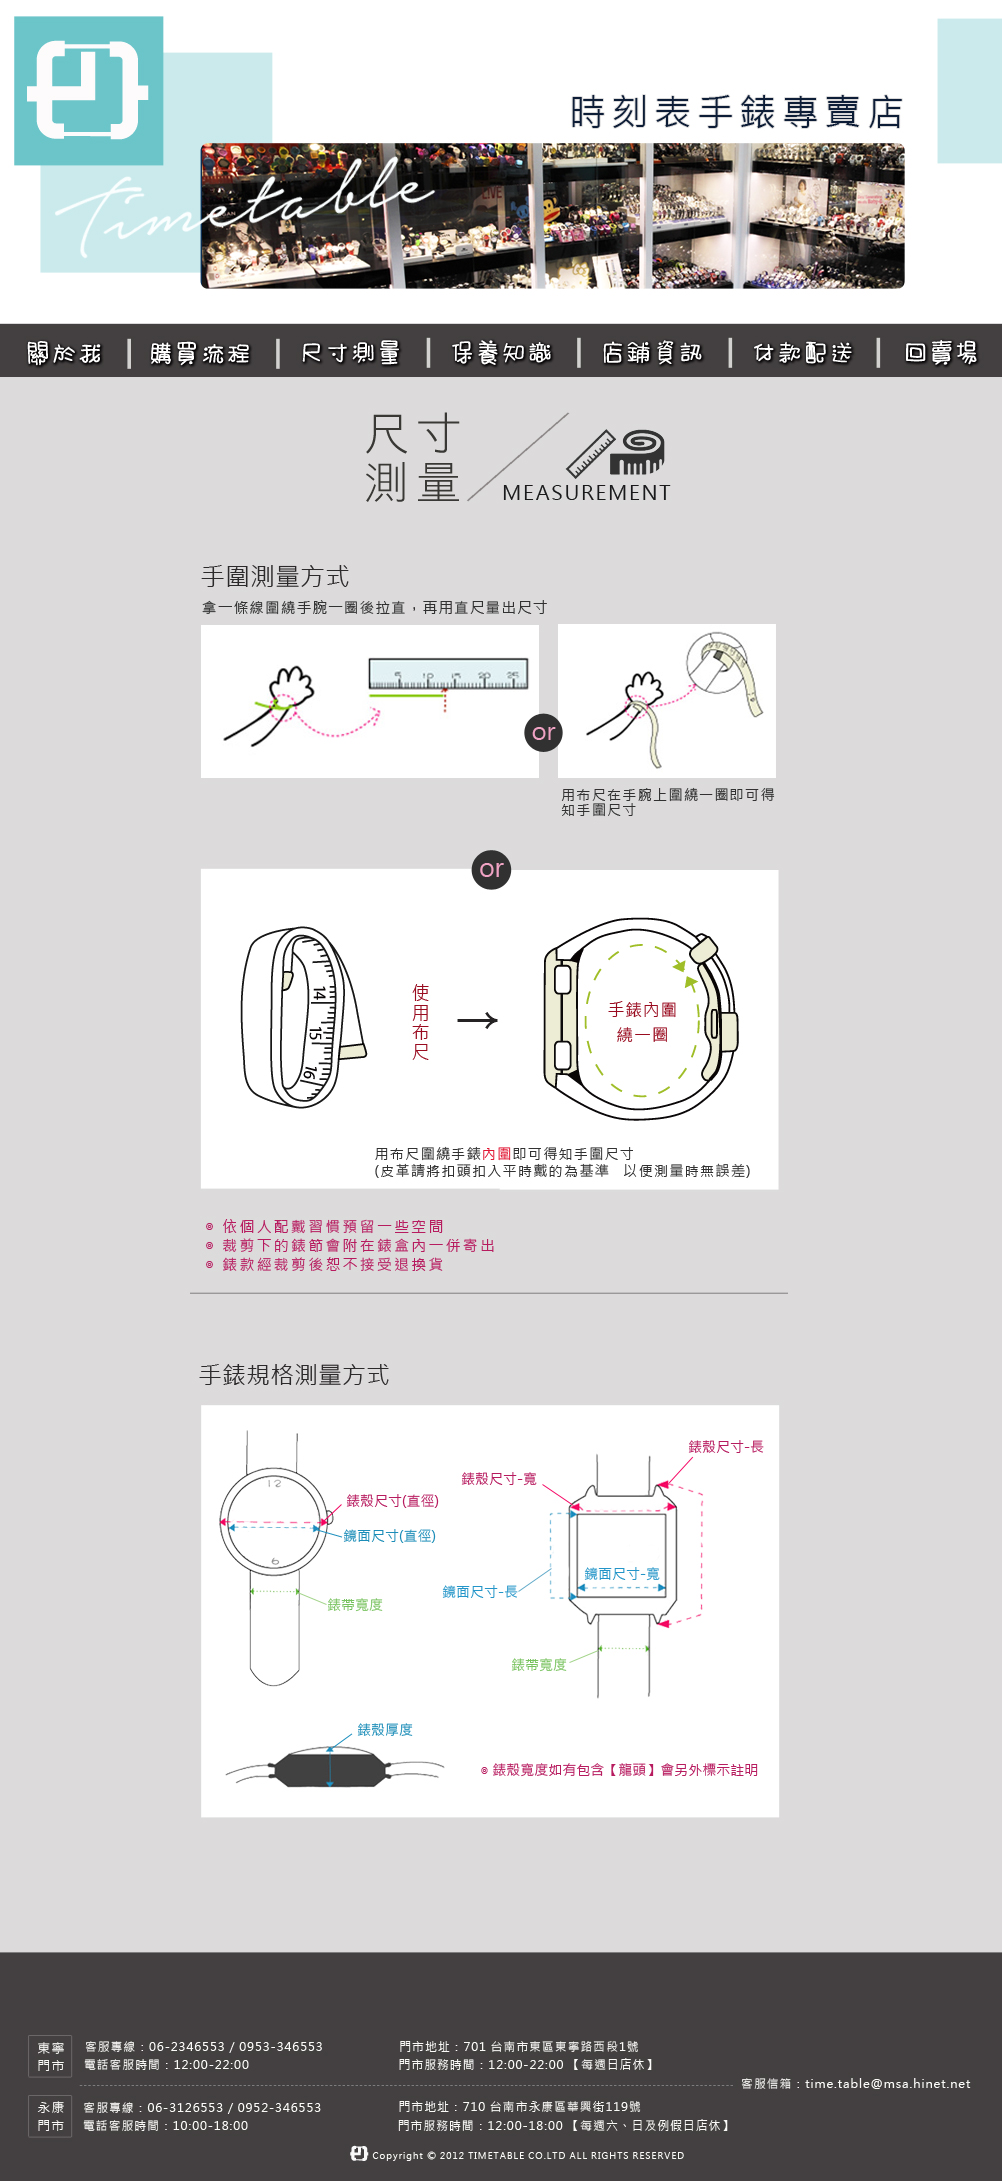 時刻表手錶專賣店
Timetable
關於我 | 購買流程 | 尺寸測量 | 保養知識 | 店鋪資訊 | 付款配送 | 回賣場
尺寸
測量
MEASUREMENT
手圍測量方式
拿一條線圍繞手腕一圈後拉直，再用直尺量出尺寸
5 10 15 20 25
or
用布尺在手腕上圍繞一圈即可得
知手圍尺寸
or
14
15
16
使用布尺
→
手錶內圍
繞一圈
用布尺圍繞手錶內圍即可得知手圍尺寸
(皮革請將扣頭扣入平時戴的為基準 以便測量時無誤差)
◎ 依個人配戴習慣預留一些空間
◎ 裁剪下的錶節會附在錶盒內一併寄出
◎ 錶款經裁剪後恕不接受退換貨
手錶規格測量方式
12
6
錶殼尺寸(直徑)
鏡面尺寸(直徑)
錶帶寬度
錶殼尺寸-長
錶殼尺寸-寬
鏡面尺寸-寬
鏡面尺寸-長
錶帶寬度
錶殼厚度
◎ 錶殼寬度如有包含【龍頭】會另外標示註明
東寧
門市
客服專線：06-2346553 / 0953-346553
電話客服時間：12:00-22:00
門市地址：701 台南市東區東寧路西段1號
門市服務時間：12:00-22:00 【每週日店休】
客服信箱：time.table@msa.hinet.net
永康
門市
客服專線：06-3126553 / 0952-346553
電話客服時間：10:00-18:00
門市地址：710 台南市永康區華興街119號
門市服務時間：12:00-18:00 【每週六、日及例假日店休】
Copyright © 2012 TIMETABLE CO.LTD ALL RIGHTS RESERVED